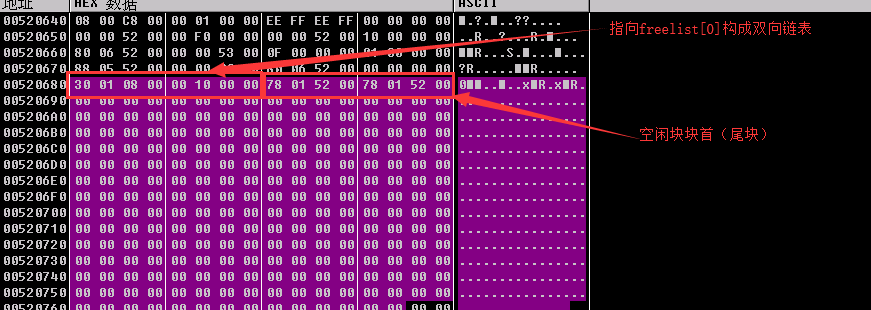 地址 HEX 数据 ASCII
00520640 08 00 C8 00 00 01 00 00 EE FF EE FF 00 00 00 00
00520650 00 00 52 00 00 F0 00 00 00 00 52 00 10 00 00 00
00520660 80 06 52 00 00 00 53 00 0F 00 00 00 01 00 00 00
00520670 88 05 52 00 00 00
00520680 30 01 08 00 00 10 00 00 78 01 52 00 78 01 52 00
00520690 00 00 00 00 00 00 00 00 00 00 00 00 00 00 00 00
005206A0 00 00 00 00 00 00 00 00 00 00 00 00 00 00 00 00
005206B0 00 00 00 00 00 00 00 00 00 00 00 00 00 00 00 00
005206C0 00 00 00 00 00 00 00 00 00 00 00 00 00 00 00 00
005206D0 00 00 00 00 00 00 00 00 00 00 00 00 00 00 00 00
005206E0 00 00 00 00 00 00 00 00 00 00 00 00 00 00 00 00
005206F0 00 00 00 00 00 00 00 00 00 00 00 00 00 00 00 00
00520700 00 00 00 00 00 00 00 00 00 00 00 00 00 00 00 00
00520710 00 00 00 00 00 00 00 00 00 00 00 00 00 00 00 00
00520720 00 00 00 00 00 00 00 00 00 00 00 00 00 00 00 00
00520730 00 00 00 00 00 00 00 00 00 00 00 00 00 00 00 00
00520740 00 00 00 00 00 00 00 00 00 00 00 00 00 00 00 00
00520750 00 00 00 00 00 00 00 00 00 00 00 00 00 00 00 00
00520760 00 00 00 00 00 00 00 00 00 00 00 00 00 00 00 00
指向freelist[0]构成双向链表
空闲块块首（尾块）